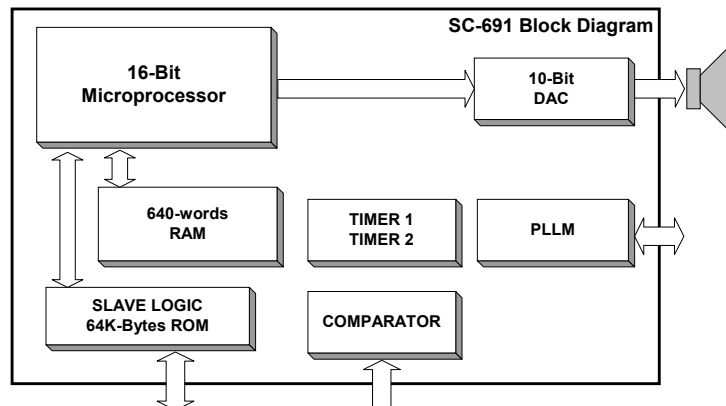 SC-691 Block Diagram
16-Bit
Microprocessor
10-Bit
DAC
640-words
RAM
TIMER 1
TIMER 2
PLLM
SLAVE LOGIC
64K-Bytes ROM
COMPARATOR